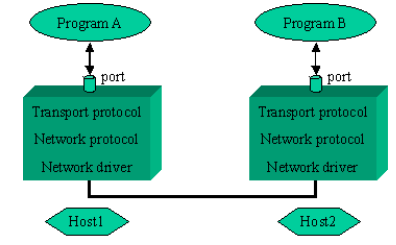 Program A
Program B
port
port
Transport protocol
Network protocol
Network driver
Transport protocol
Network protocol
Network driver
Host1
Host2